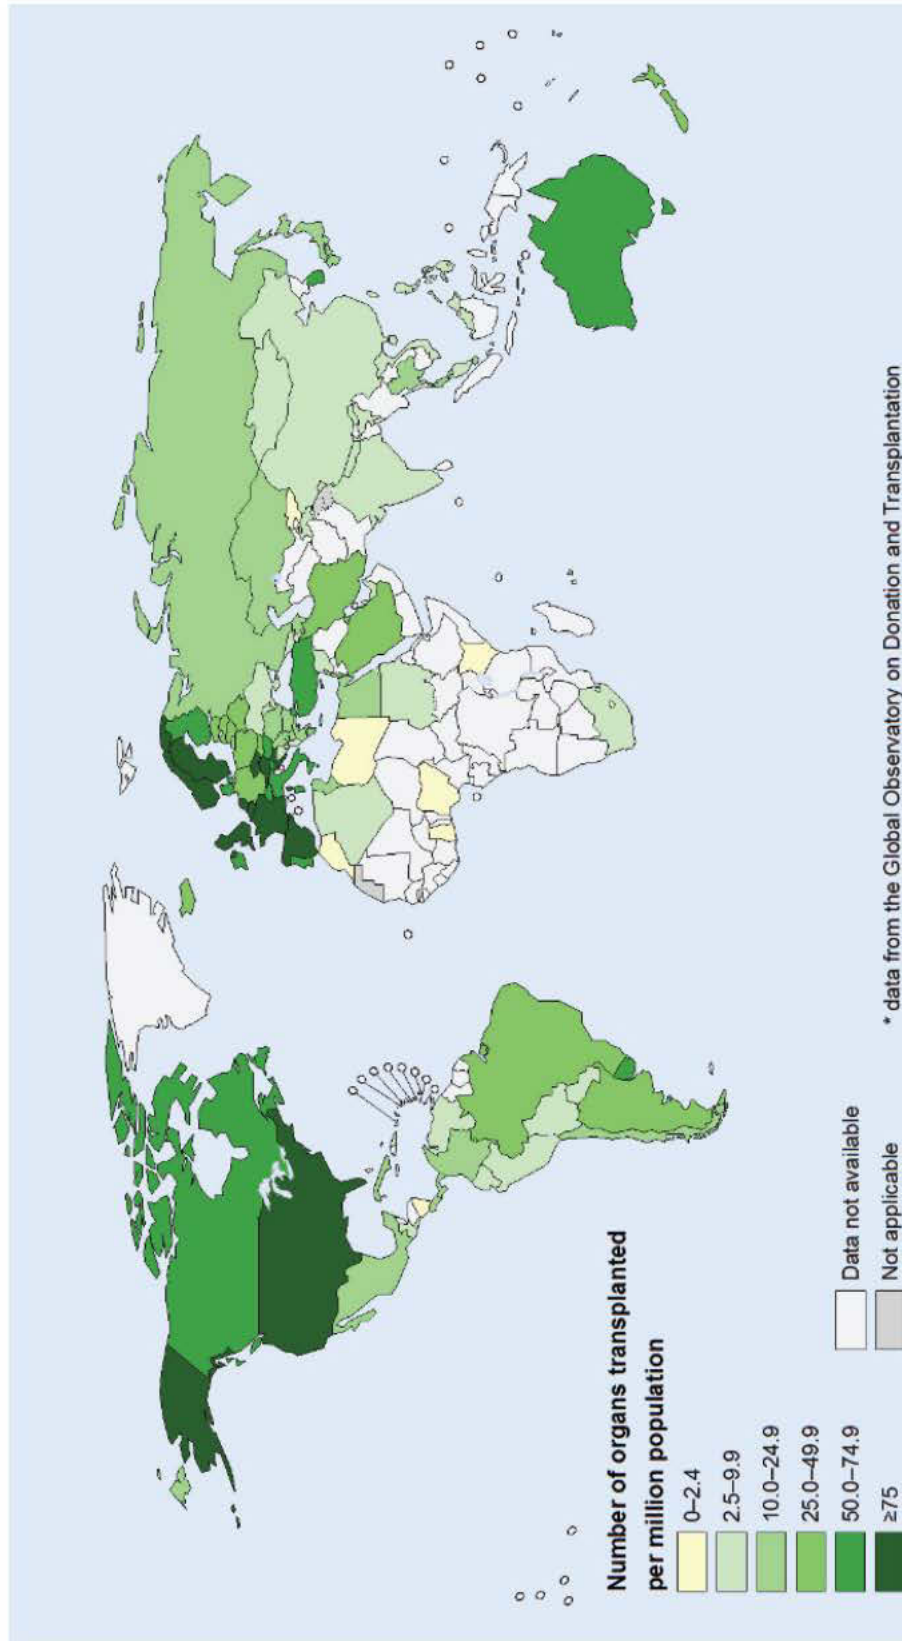 Number of organs transplanted
per million population
0–2.4
2.5–9.9
10.0–24.9
25.0–49.9
50.0–74.9
≥75
Data not available
Not applicable
* data from the Global Observatory on Donation and Transplantation